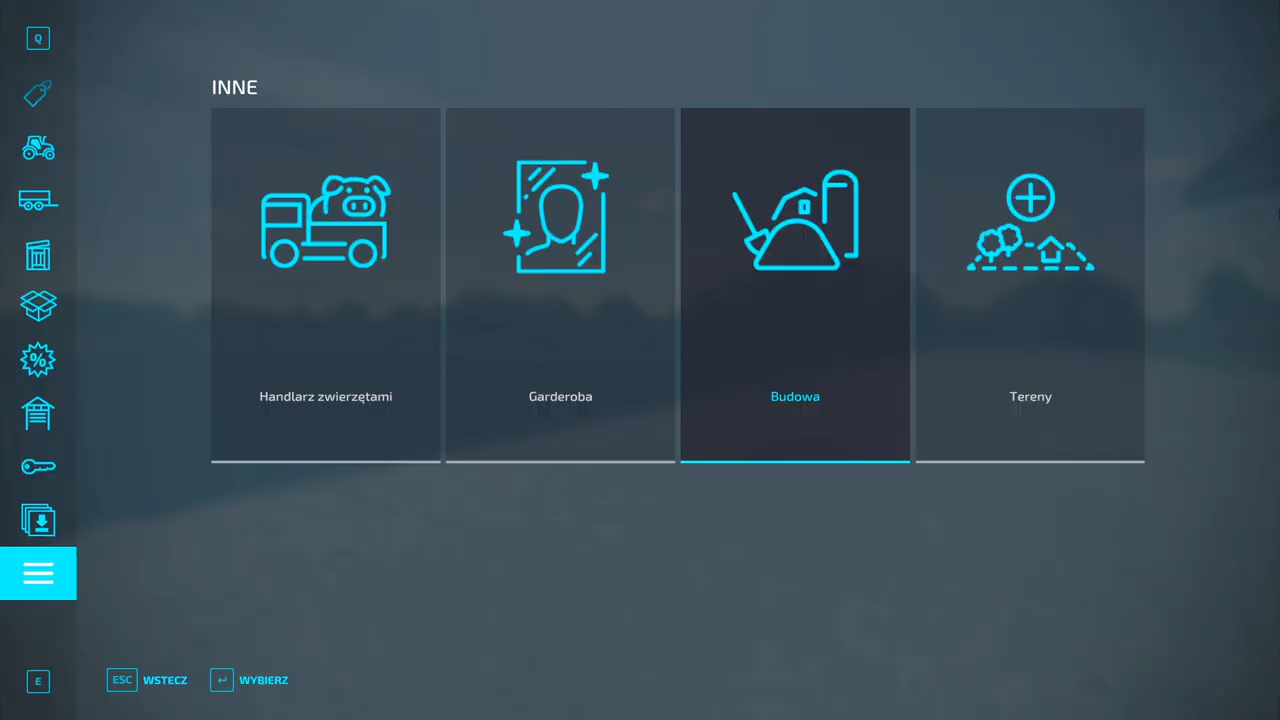 Q
INNE
%
Handlarz zwierzętami
Garderoba
Budowa
Tereny
E
ESC WSTECZ
↩ WYBIERZ